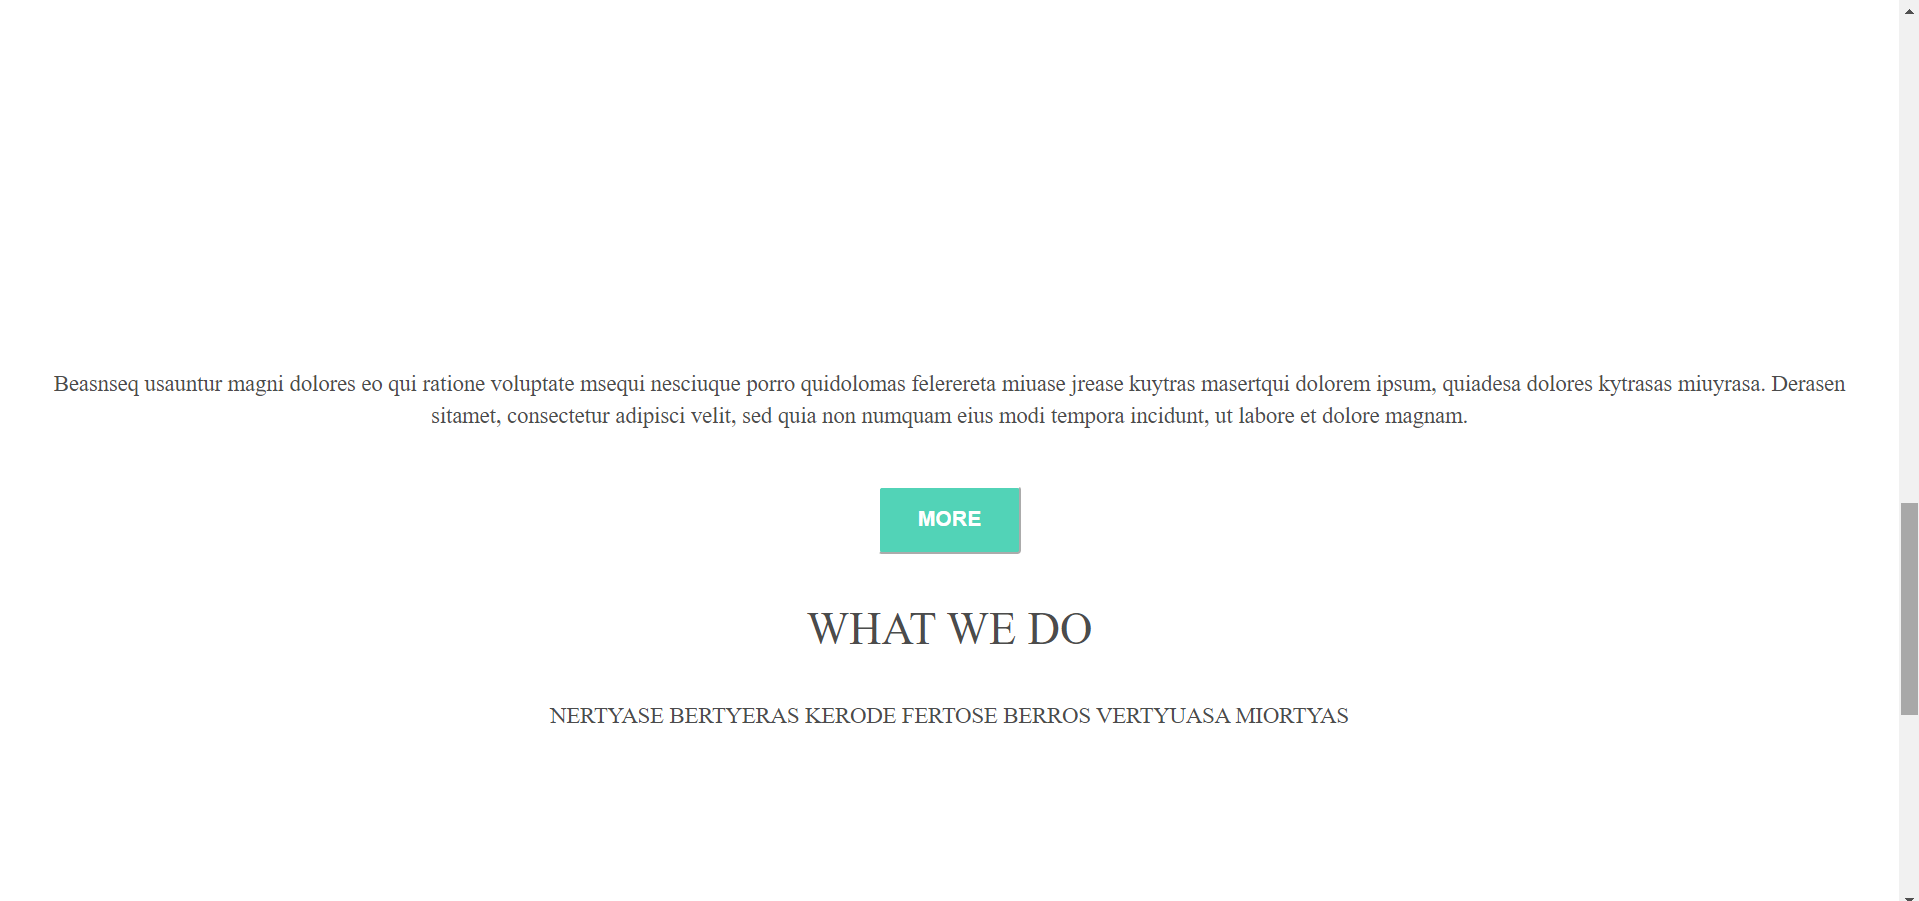 Beasnseq usauntur magni dolores eo qui ratione voluptate msequi nesciuque porro quidolomas felerereta miuase jrease kuytras masertqui dolorem ipsum, quiadesa dolores kytrasas miuyrasa. Derasen
sitamet, consectetur adipisci velit, sed quia non numquam eius modi tempora incidunt, ut labore et dolore magnam.
MORE
WHAT WE DO
NERTYASE BERTYERAS KERODE FERTOSE BERROS VERTYUASA MIORTYAS